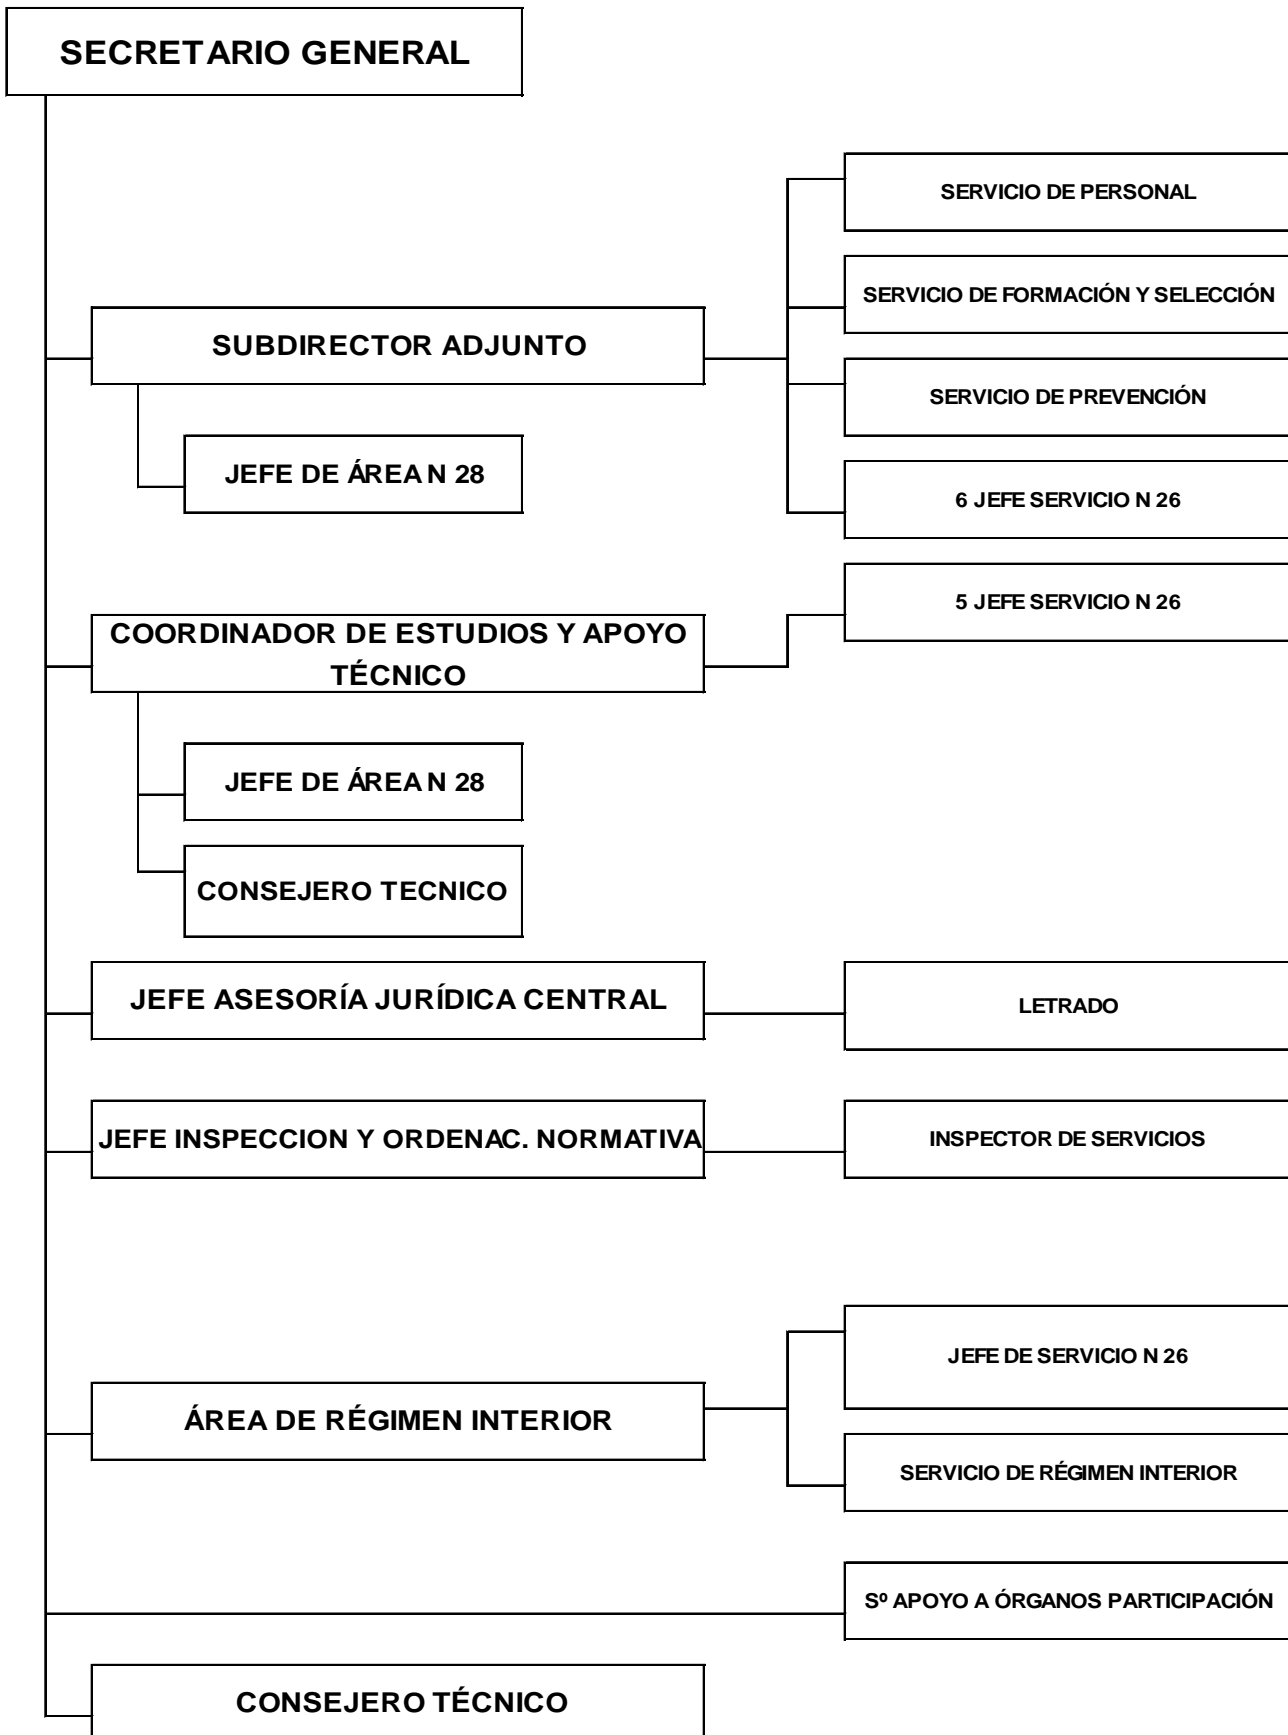 SECRETARIO GENERAL
SERVICIO DE PERSONAL
SERVICIO DE FORMACIÓN Y SELECCIÓN
SUBDIRECTOR ADJUNTO
SERVICIO DE PREVENCIÓN
JEFE DE ÁREA N 28
6 JEFE SERVICIO N 26
5 JEFE SERVICIO N 26
COORDINADOR DE ESTUDIOS Y APOYO
TÉCNICO
JEFE DE ÁREA N 28
CONSEJERO TECNICO
JEFE ASESORÍA JURÍDICA CENTRAL
LETRADO
JEFE INSPECCION Y ORDENAC. NORMATIVA
INSPECTOR DE SERVICIOS
JEFE DE SERVICIO N 26
ÁREA DE RÉGIMEN INTERIOR
SERVICIO DE RÉGIMEN INTERIOR
Sº APOYO A ÓRGANOS PARTICIPACIÓN
CONSEJERO TÉCNICO